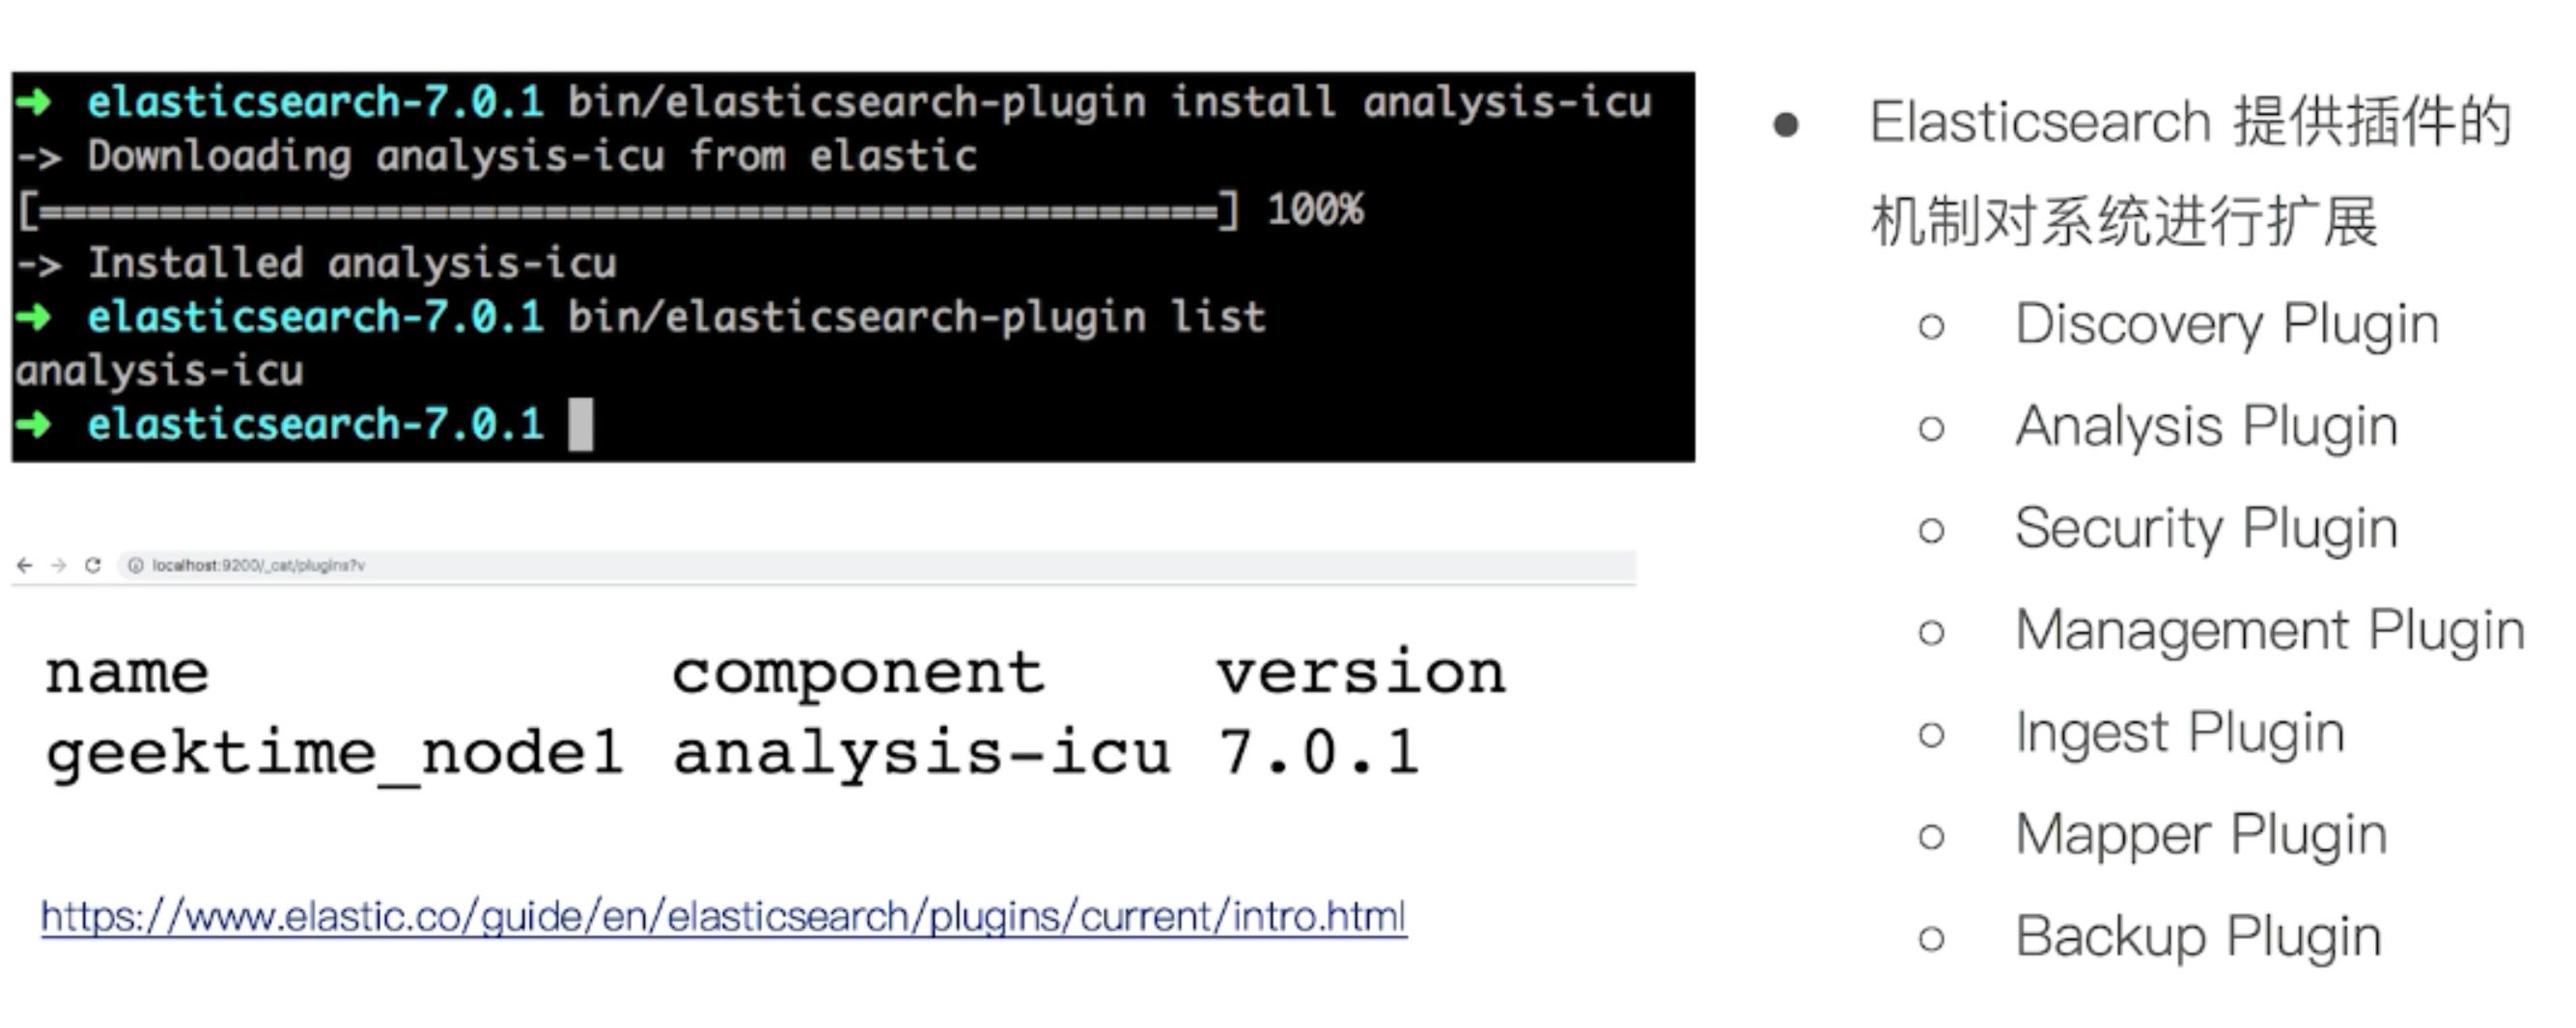 ➜ elasticsearch-7.0.1 bin/elasticsearch-plugin install analysis-icu
-> Downloading analysis-icu from elastic
[=================================================] 100%
-> Installed analysis-icu
➜ elasticsearch-7.0.1 bin/elasticsearch-plugin list
analysis-icu
➜ elasticsearch-7.0.1
localhost:9200/_cat/plugins?v
name component version
geektime_node1 analysis-icu 7.0.1
https://www.elastic.co/guide/en/elasticsearch/plugins/current/intro.html
● Elasticsearch 提供插件的
机制对系统进行扩展
○ Discovery Plugin
○ Analysis Plugin
○ Security Plugin
○ Management Plugin
○ Ingest Plugin
○ Mapper Plugin
○ Backup Plugin